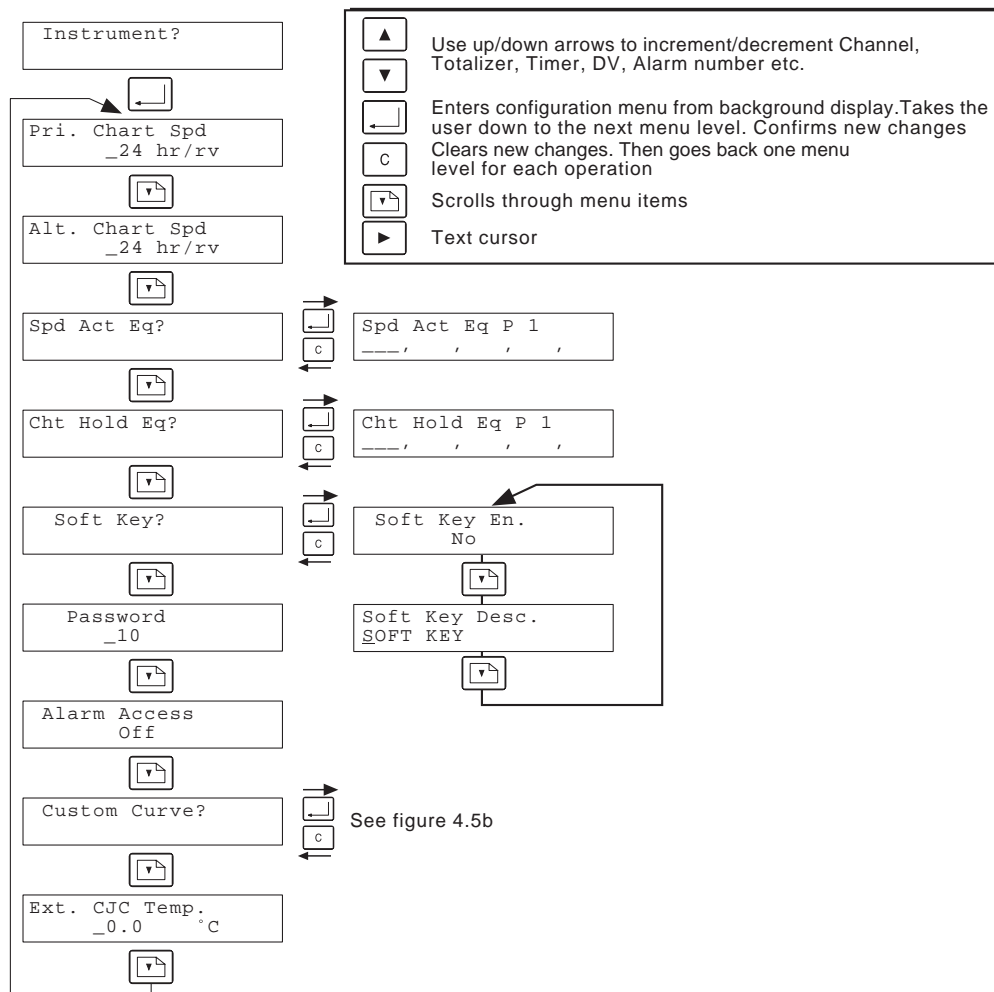 Instrument?
Pri. Chart Spd
_24 hr/rv
Alt. Chart Spd
_24 hr/rv
Spd Act Eq?
C
Spd Act Eq P 1
___, , , ,
Cht Hold Eq?
C
Cht Hold Eq P 1
___, , , ,
Soft Key?
C
Soft Key En.
No
Soft Key Desc.
SOFT KEY
Password
_10
Alarm Access
Off
Custom Curve?
C
See figure 4.5b
Ext. CJC Temp.
_0.0 °C
Use up/down arrows to increment/decrement Channel,
Totalizer, Timer, DV, Alarm number etc.
Enters configuration menu from background display.Takes the
user down to the next menu level. Confirms new changes
C
Clears new changes. Then goes back one menu
level for each operation
Scrolls through menu items
Text cursor